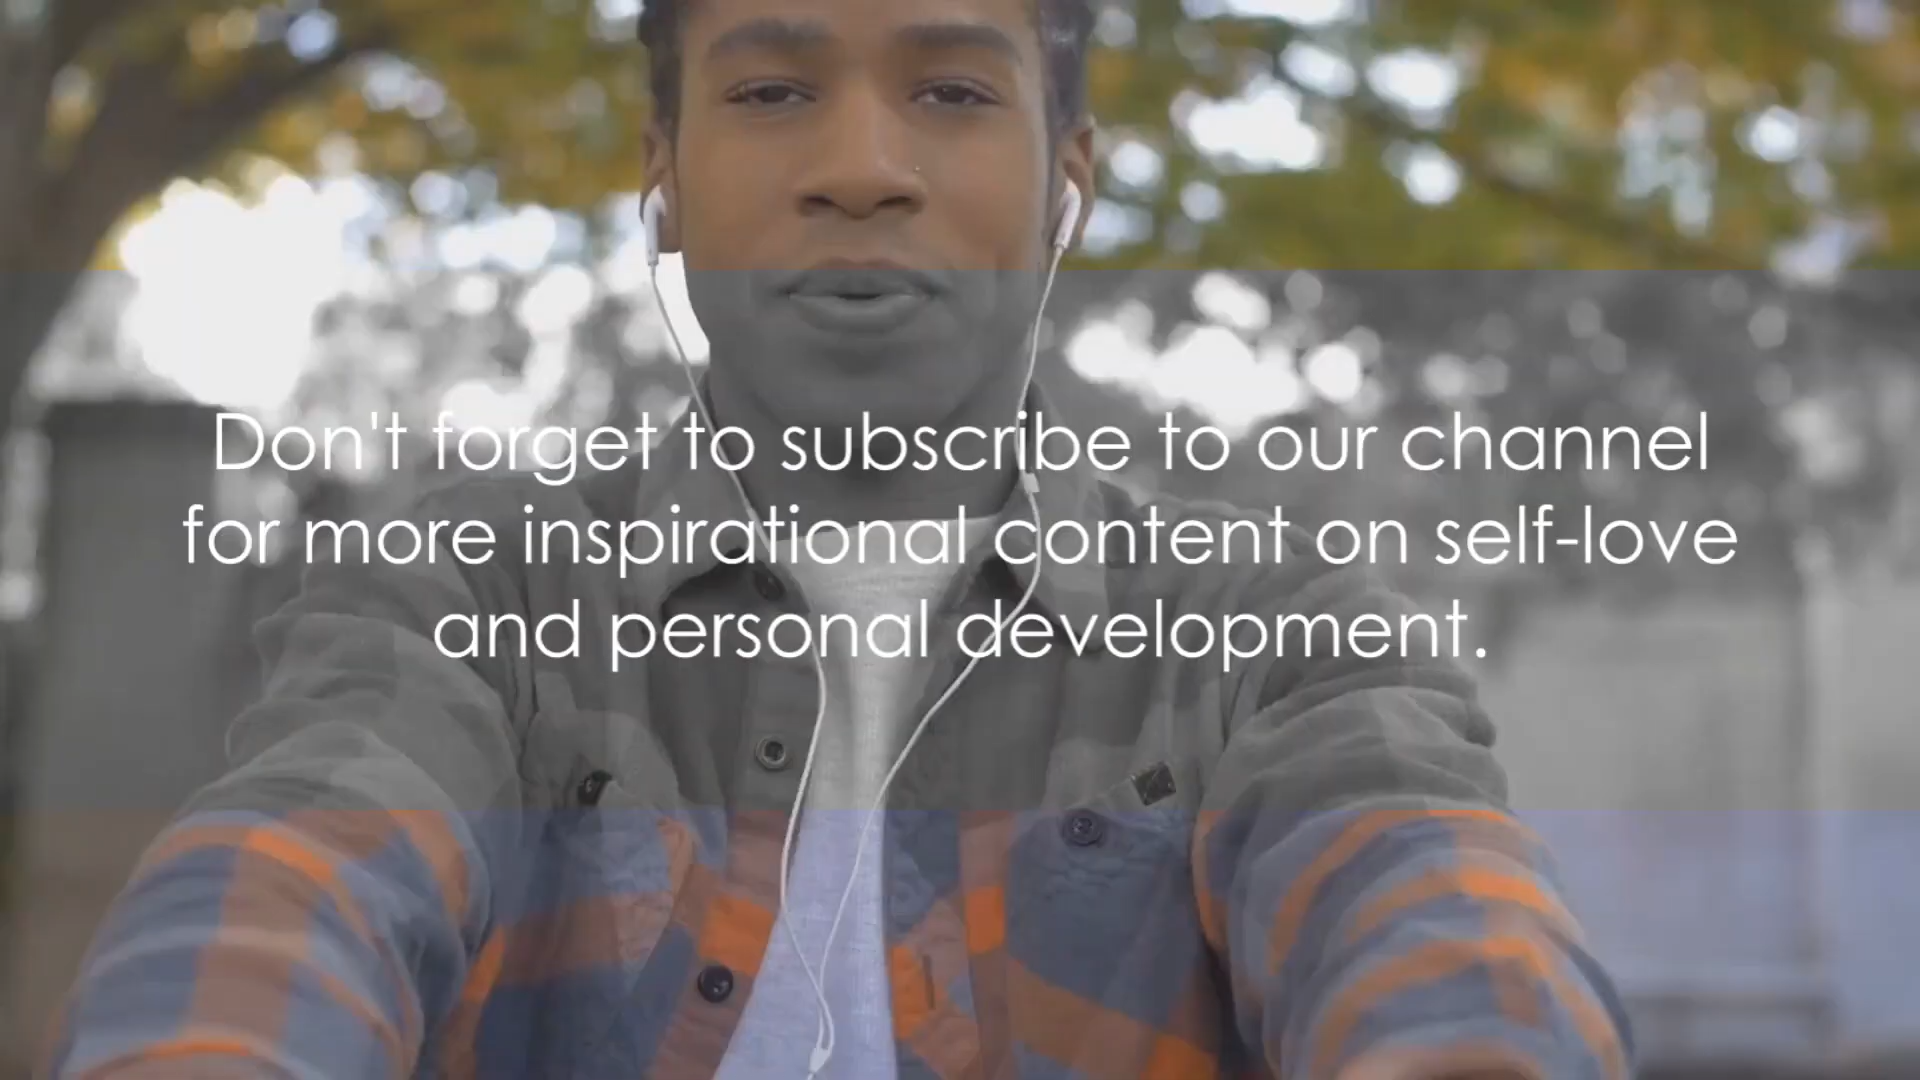 Don't forget to subscribe to our channel
for more inspirational content on self-love
and personal development.